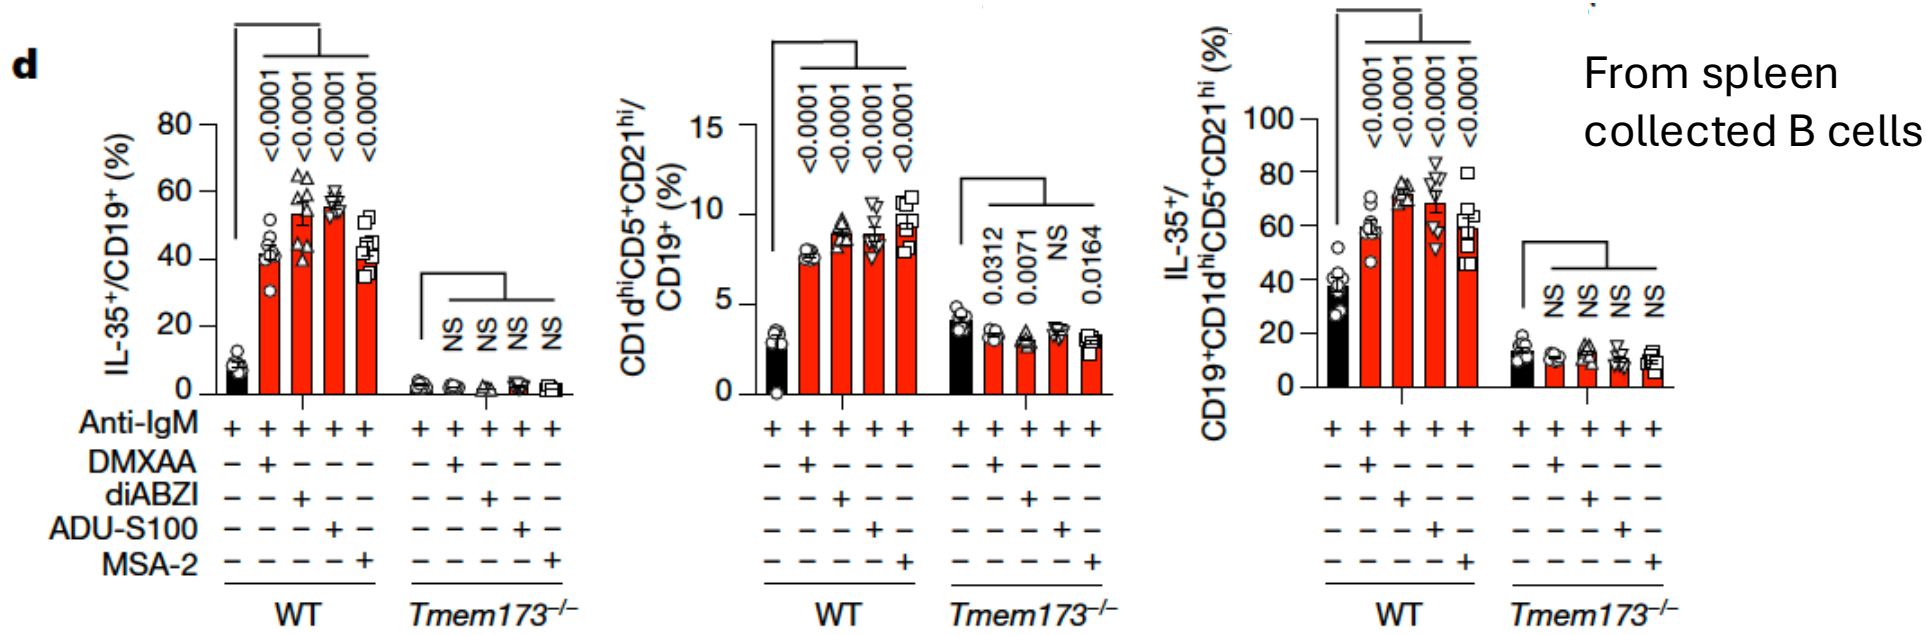 d
IL-35⁺/CD19⁺ (%)
80
60
40
20
0
<0.0001
<0.0001
<0.0001
<0.0001
NS
NS
NS
NS
CD1dʰⁱCD5⁺CD21ʰⁱ/
CD19⁺ (%)
15
10
5
0
<0.0001
<0.0001
<0.0001
<0.0001
0.0312
0.0071
NS
0.0164
IL-35⁺/
CD19⁺CD1dʰⁱCD5⁺CD21ʰⁱ (%)
100
80
60
40
20
0
<0.0001
<0.0001
<0.0001
<0.0001
NS
NS
NS
NS
From spleen
collected B cells
Anti-IgM + + + + + + + + + + + + + + + + + + + + + + + + + + + + + +
DMXAA – + – – – – + – – – – + – – – – + – – – – + – – – – + – – –
diABZI – – + – – – – + – – – – + – – – – + – – – – + – – – – + – –
ADU-S100 – – – + – – – – + – – – – + – – – – + – – – – + – – – – + –
MSA-2 – – – – + – – – – + – – – – + – – – – + – – – – + – – – – +
WT Tmem173⁻/⁻ WT Tmem173⁻/⁻ WT Tmem173⁻/⁻